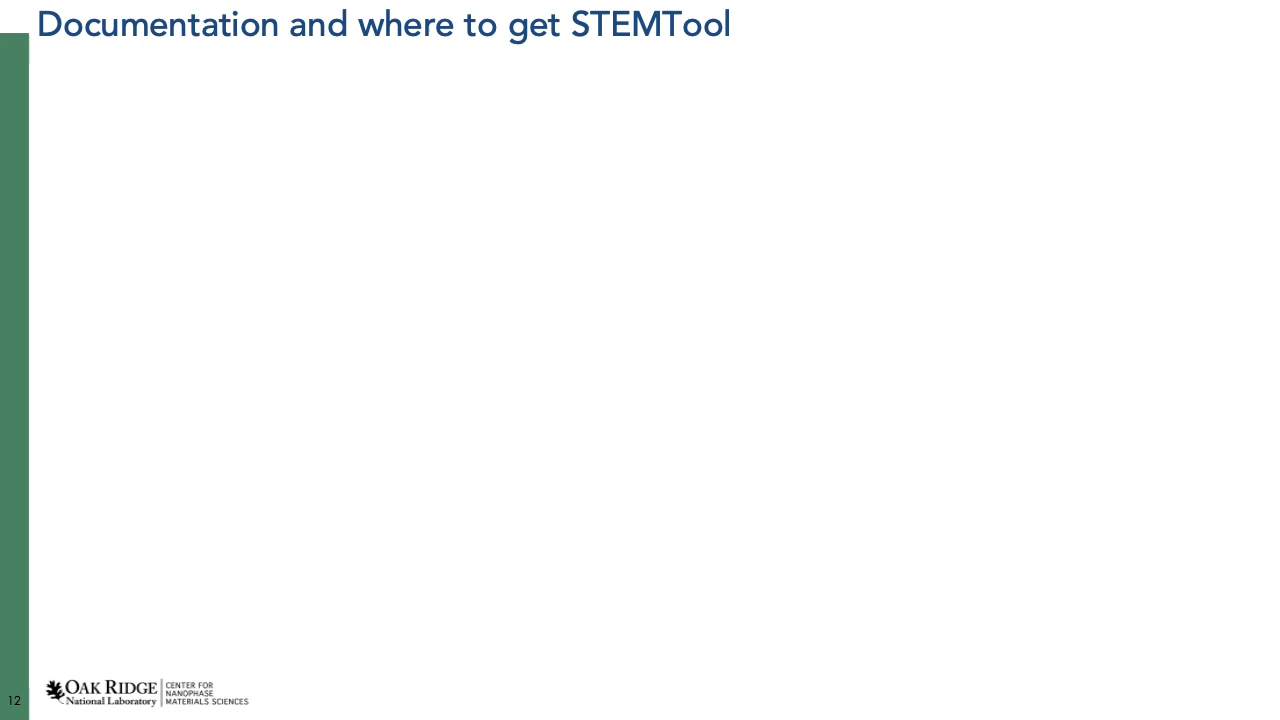 Documentation and where to get STEMTool
12
OAK RIDGE
National Laboratory
CENTER FOR
NANOPHASE
MATERIALS SCIENCES